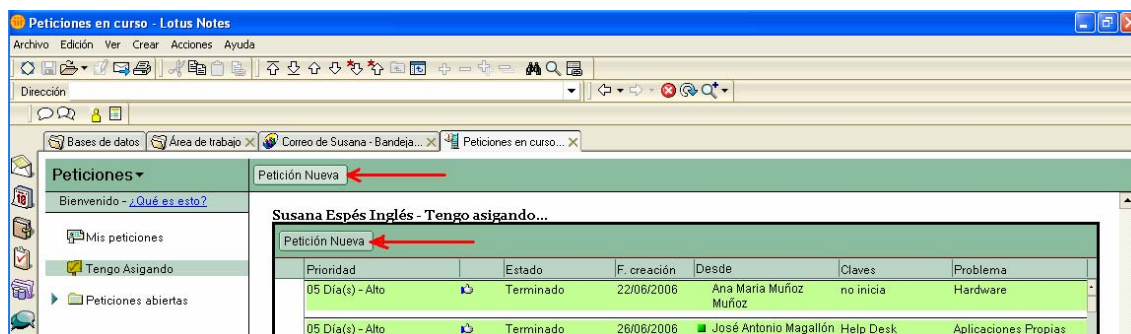 Peticiones en curso - Lotus Notes
Archivo Edición Ver Crear Acciones Ayuda
Dirección
Bases de datos Área de trabajo Correo de Susana - Bandeja... Peticiones en curso...
Peticiones
Petición Nueva
Bienvenido - ¿Qué es esto?
Susana Espés Inglés - Tengo asigando...
Mis peticiones
Petición Nueva
Tengo Asigando
Prioridad Estado F. creación Desde Claves Problema
05 Día(s) - Alto Terminado 22/06/2006 Ana Maria Muñoz Muñoz no inicia Hardware
Peticiones abiertas
05 Día(s) - Alto Terminado 26/06/2006 José Antonio Magallón Help Desk Aplicaciones Propias